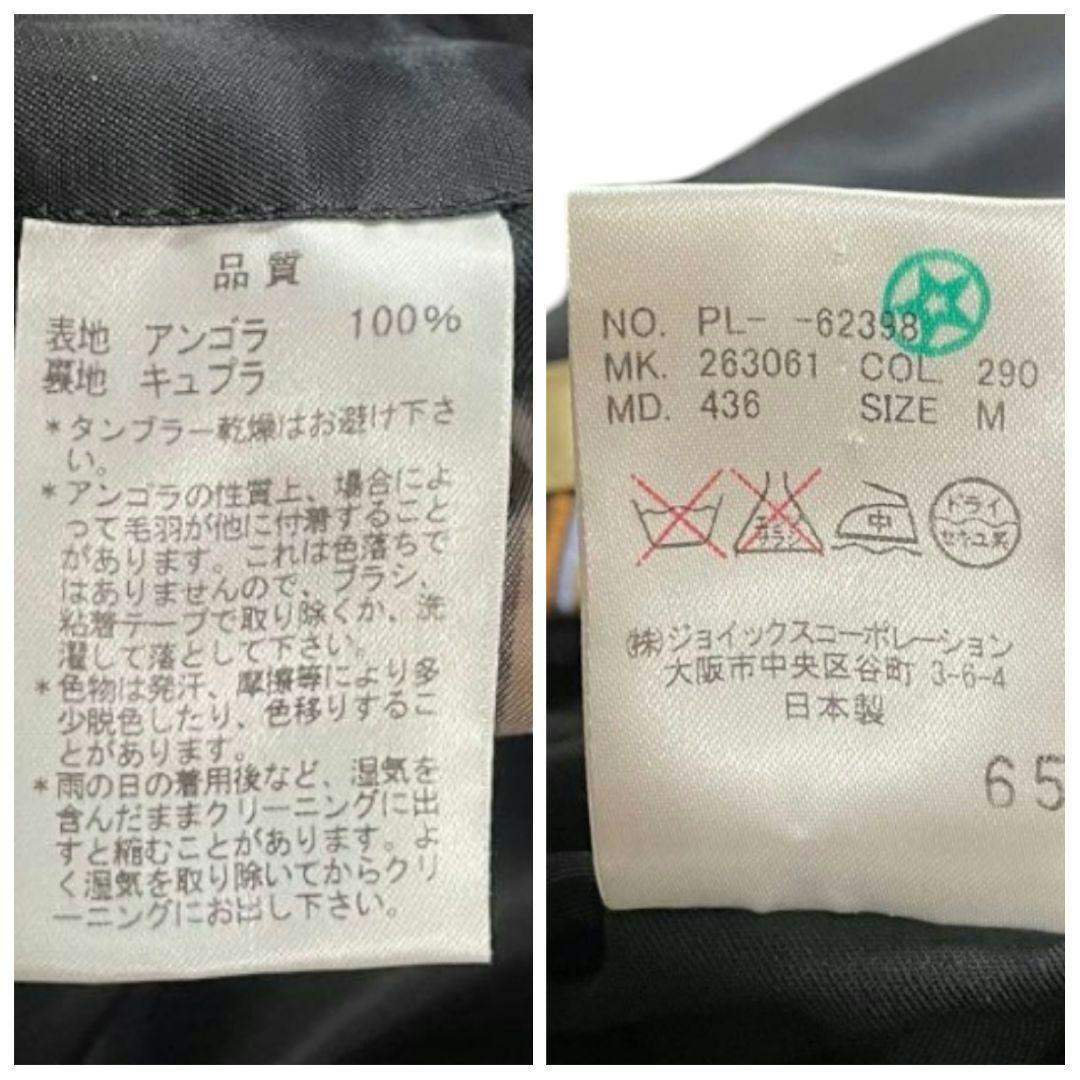 品質
表地 アンゴラ 100%
裏地 キュプラ
*タンブラー乾燥はお避け下さ
い。
*アンゴラの性質上、場合によ
って毛羽が他に付着すること
があります。これは色落ちで
はありませんので、ブラシ、
粘着テープで取り除くか、洗
濯して落として下さい。
*色物は発汗、摩擦等により多
少脱色したり、色移りするこ
とがあります。
*雨の日の着用後など、湿気を
含んだままクリーニングに出
すと縮むことがあります。よ
く湿気を取り除いてからクリ
ーニングにお出し下さい。
NO. PL- -62398
MK. 263061 COL. 290
MD. 436 SIZE M
エンソ
サラシ
中
ドライ
セキユ系
㈱ジョイックスコーポレーション
大阪市中央区谷町 3-6-4
日本製
65